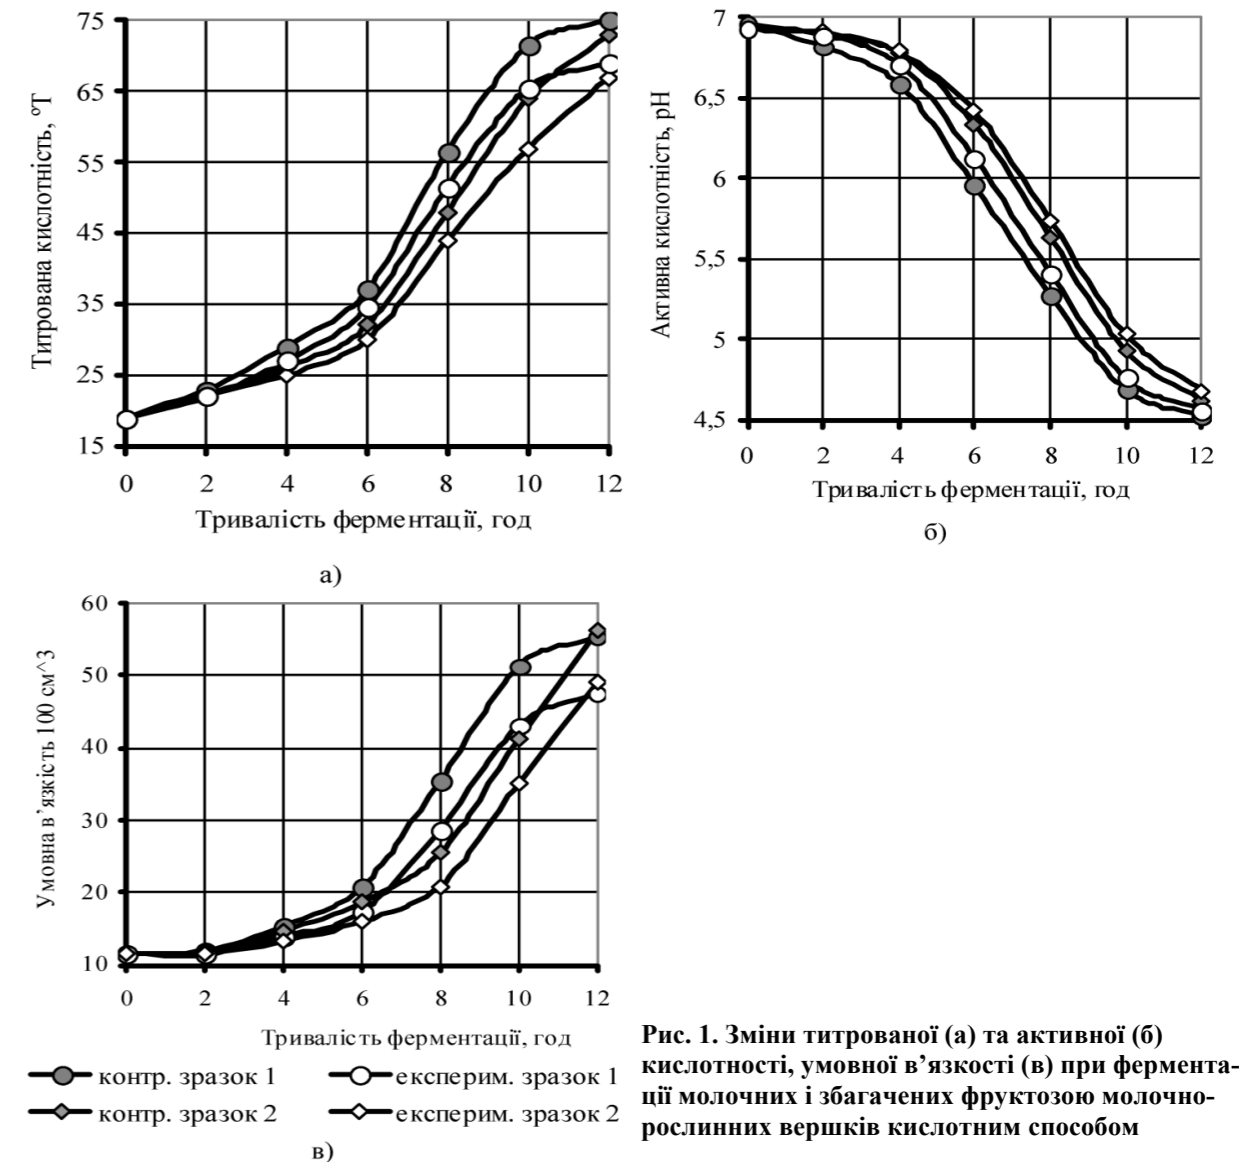 75
65
55
45
35
25
15
Титрована кислотність, °Т
0 2 4 6 8 10 12
Тривалість ферментації, год
а)
7
6,5
6
5,5
5
4,5
Активна кислотність, рН
0 2 4 6 8 10 12
Тривалість ферментації, год
б)
60
50
40
30
20
10
Умовна в’язкість 100 см^3
0 2 4 6 8 10 12
Тривалість ферментації, год
контр. зразок 1
експерим. зразок 1
контр. зразок 2
експерим. зразок 2
в)
Рис. 1. Зміни титрованої (а) та активної (б)
кислотності, умовної в’язкості (в) при фермента-
ції молочних і збагачених фруктозою молочно-
рослинних вершків кислотним способом